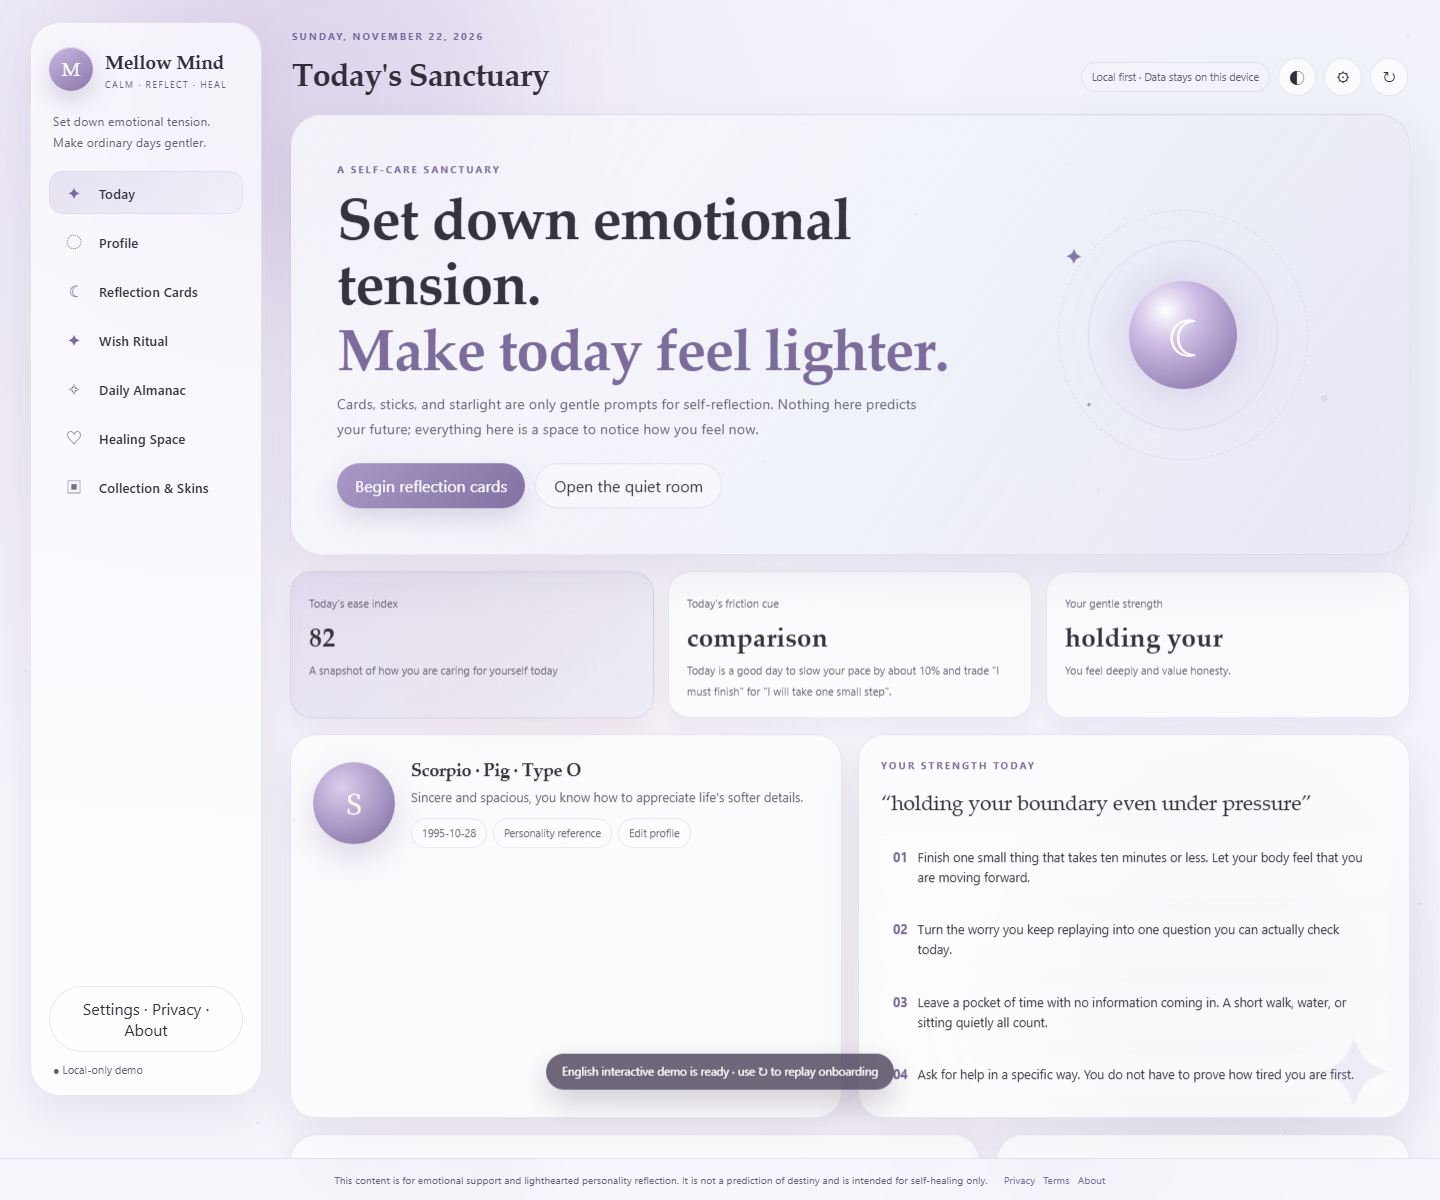 M
Mellow Mind
CALM · REFLECT · HEAL
Set down emotional tension.
Make ordinary days gentler.
Today
Profile
Reflection Cards
Wish Ritual
Daily Almanac
Healing Space
Collection & Skins
Settings · Privacy ·
About
● Local-only demo
SUNDAY, NOVEMBER 22, 2026
Today's Sanctuary
Local first · Data stays on this device
A SELF-CARE SANCTUARY
Set down emotional
tension.
Make today feel lighter.
Cards, sticks, and starlight are only gentle prompts for self-reflection. Nothing here predicts
your future; everything here is a space to notice how you feel now.
Begin reflection cards
Open the quiet room
Today's ease index
82
A snapshot of how you are caring for yourself today
Today's friction cue
comparison
Today is a good day to slow your pace by about 10% and trade "I
must finish" for "I will take one small step".
Your gentle strength
holding your
You feel deeply and value honesty.
S
Scorpio · Pig · Type O
Sincere and spacious, you know how to appreciate life's softer details.
1995-10-28
Personality reference
Edit profile
YOUR STRENGTH TODAY
“holding your boundary even under pressure”
01 Finish one small thing that takes ten minutes or less. Let your body feel that you
are moving forward.
02 Turn the worry you keep replaying into one question you can actually check
today.
03 Leave a pocket of time with no information coming in. A short walk, water, or
sitting quietly all count.
04 Ask for help in a specific way. You do not have to prove how tired you are first.
English interactive demo is ready · use ↻ to replay onboarding
This content is for emotional support and lighthearted personality reflection. It is not a prediction of destiny and is intended for self-healing only. Privacy Terms About